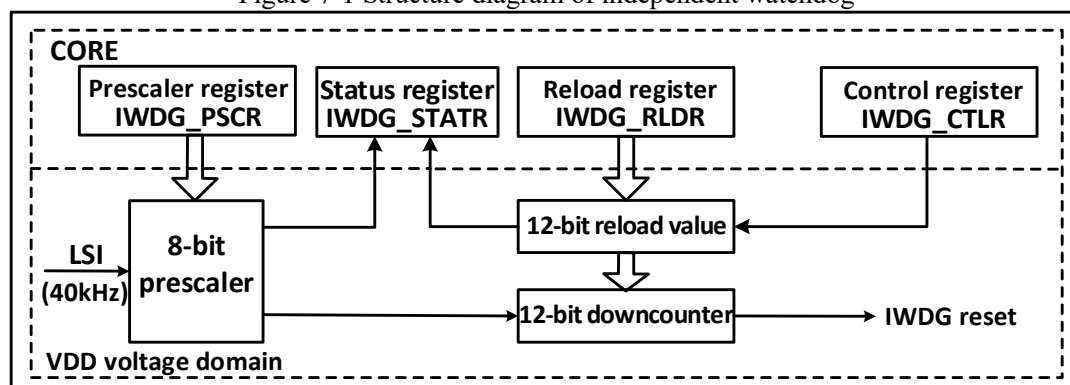 Figure 7-1 Structure diagram of independent watchdog
CORE
Prescaler register
IWDG_PSCR
Status register
IWDG_STATR
Reload register
IWDG_RLDR
Control register
IWDG_CTLR
LSI
(40kHz)
8-bit
prescaler
12-bit reload value
12-bit downcounter
IWDG reset
VDD voltage domain